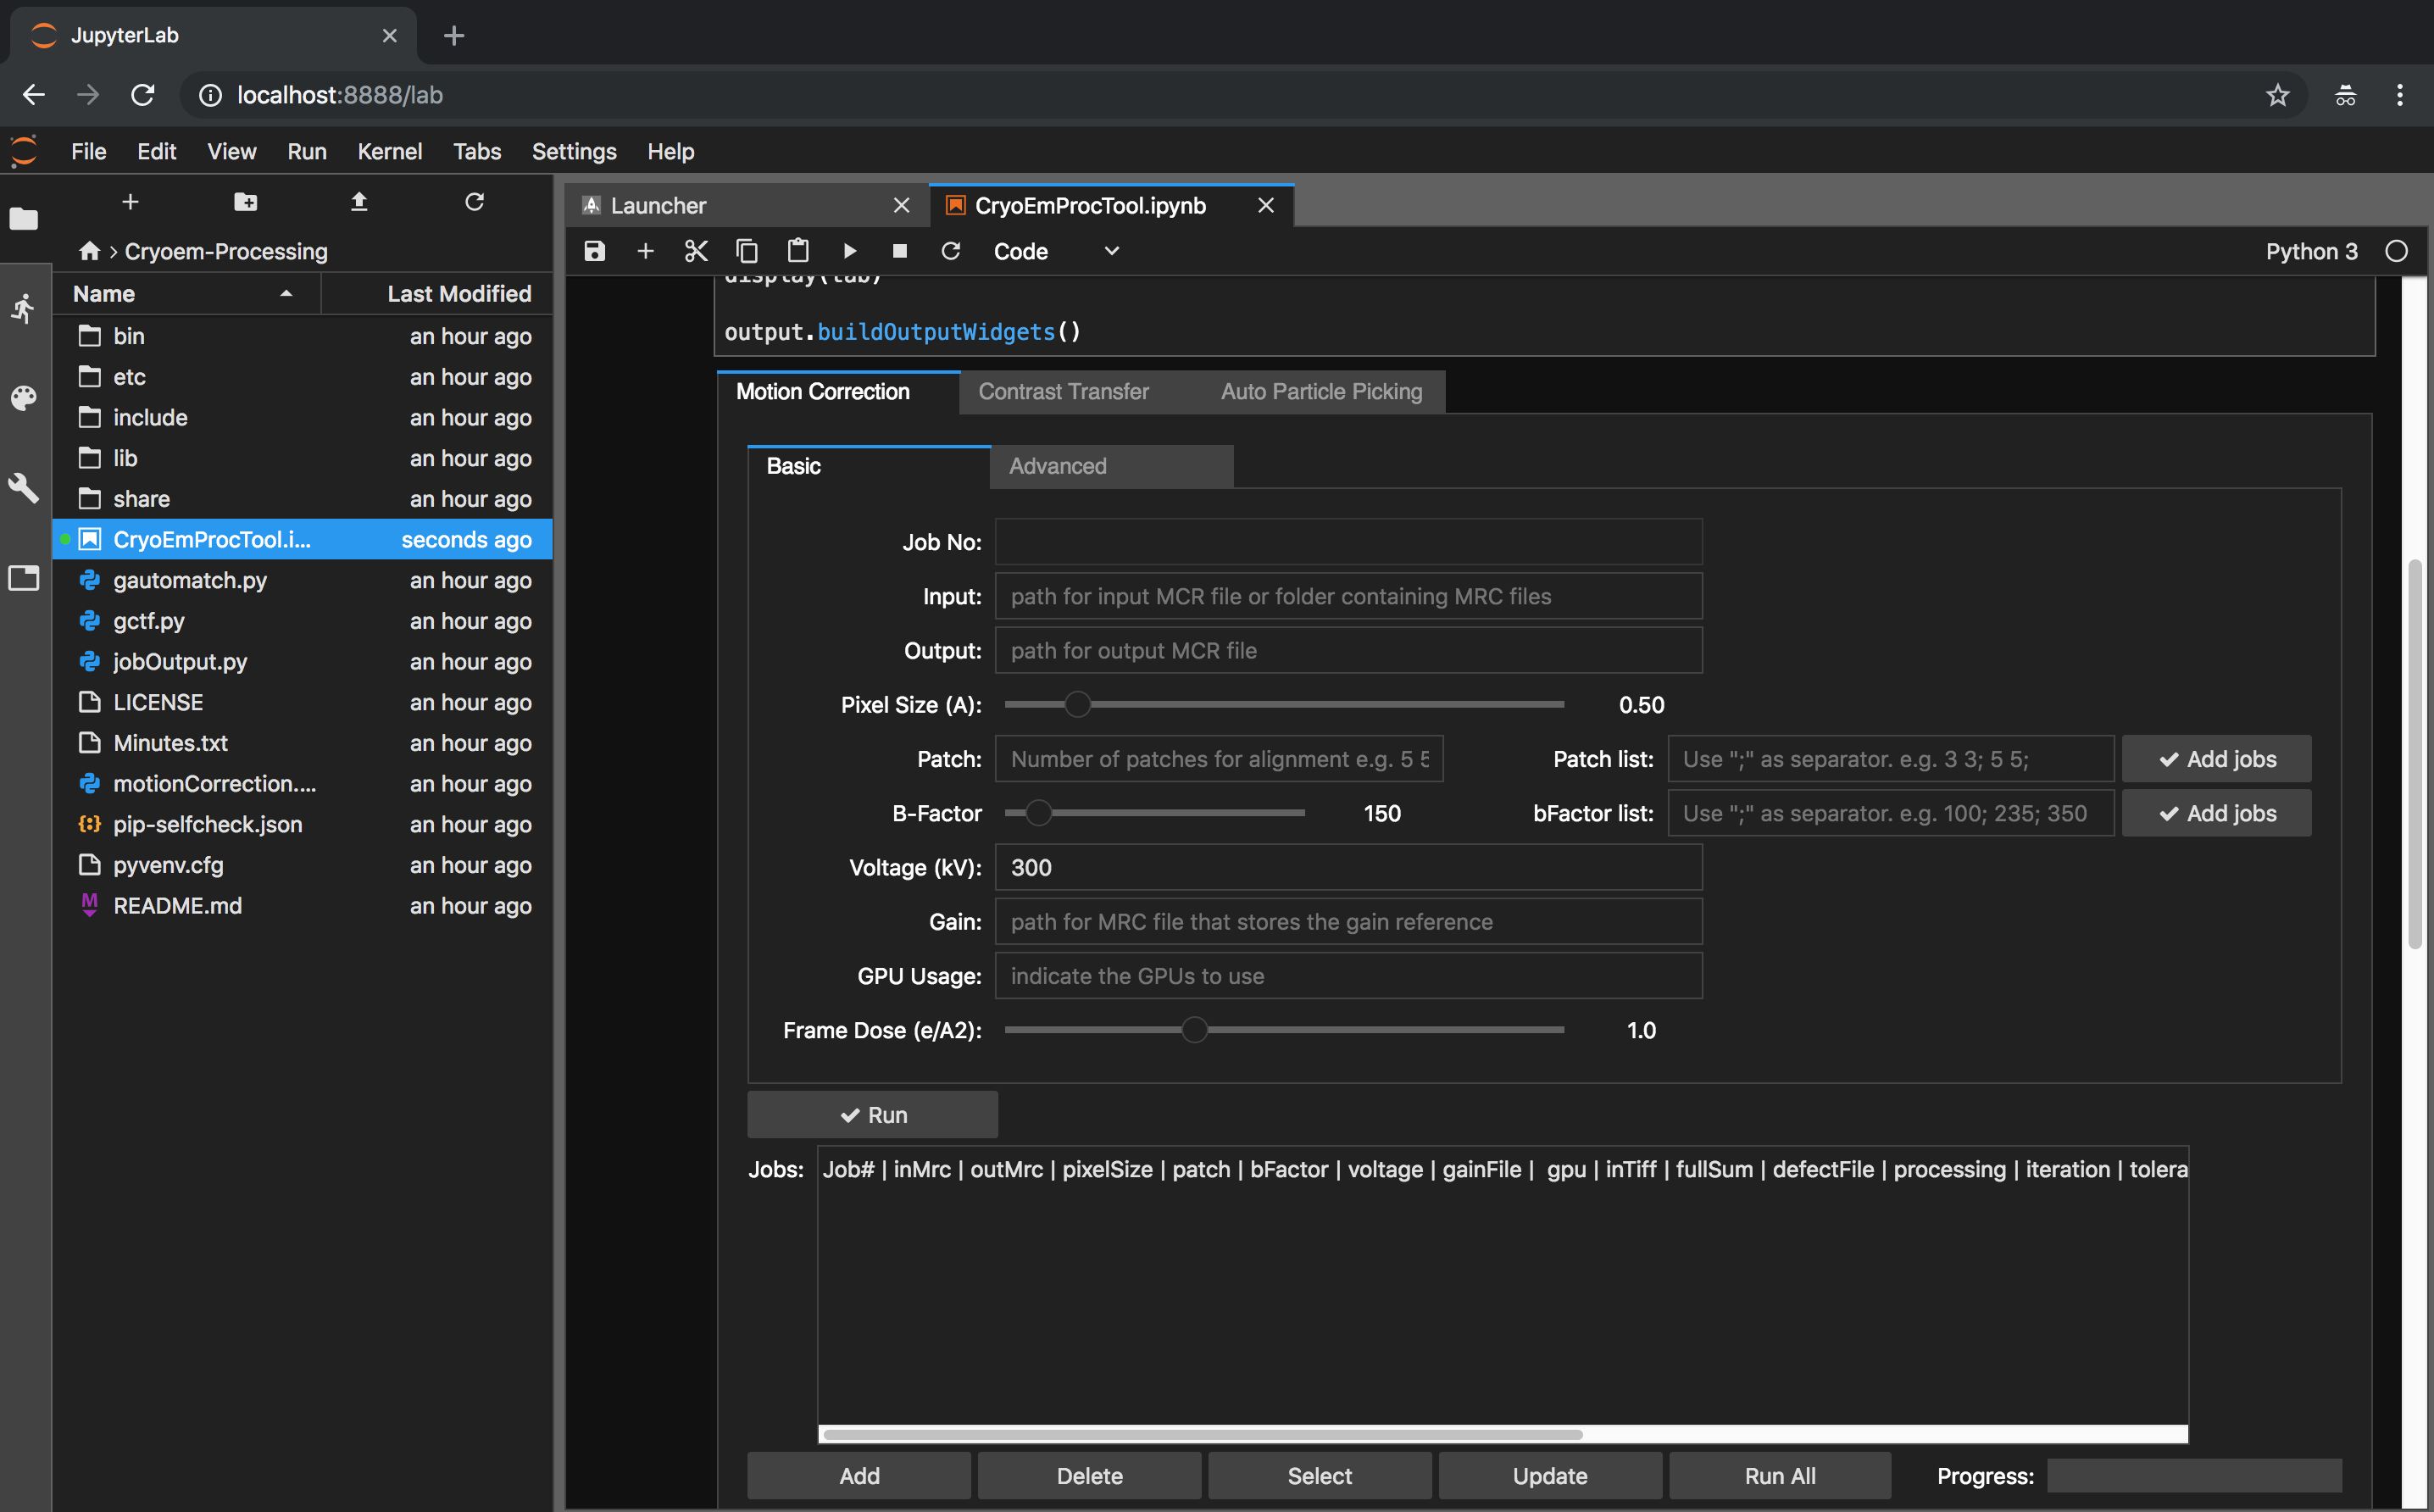 JupyterLab
localhost:8888/lab
File Edit View Run Kernel Tabs Settings Help
Cryoem-Processing
Name Last Modified
bin an hour ago
etc an hour ago
include an hour ago
lib an hour ago
share an hour ago
CryoEmProcTool.i... seconds ago
gautomatch.py an hour ago
gctf.py an hour ago
jobOutput.py an hour ago
LICENSE an hour ago
Minutes.txt an hour ago
motionCorrection.... an hour ago
pip-selfcheck.json an hour ago
pyvenv.cfg an hour ago
README.md an hour ago
Launcher CryoEmProcTool.ipynb
Code Python 3
display(tab)
output.buildOutputWidgets()
Motion Correction Contrast Transfer Auto Particle Picking
Basic Advanced
Job No:
Input: path for input MCR file or folder containing MRC files
Output: path for output MCR file
Pixel Size (A): 0.50
Patch: Number of patches for alignment e.g. 5 5 Patch list: Use ";" as separator. e.g. 3 3; 5 5; Add jobs
B-Factor 150 bFactor list: Use ";" as separator. e.g. 100; 235; 350 Add jobs
Voltage (kV): 300
Gain: path for MRC file that stores the gain reference
GPU Usage: indicate the GPUs to use
Frame Dose (e/A2): 1.0
Run
Jobs: Job# | inMrc | outMrc | pixelSize | patch | bFactor | voltage | gainFile | gpu | inTiff | fullSum | defectFile | processing | iteration | tolera
Add Delete Select Update Run All Progress: